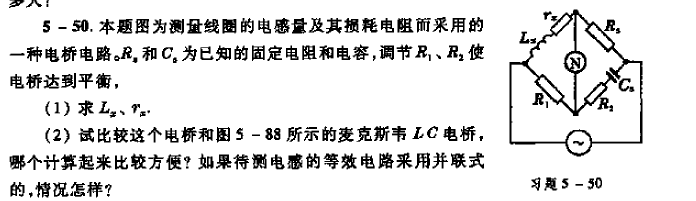 5-50. 本题图为测量线圈的电感量及其损耗电阻而采用的
一种电桥电路。Rs和Cs为已知的固定电阻和电容,调节R1、R2使
电桥达到平衡,
(1) 求Lx、rx.
(2) 试比较这个电桥和图5-88所示的麦克斯韦LC电桥,
哪个计算起来比较方便?如果待测电感的等效电路采用并联式
的,情况怎样?
rx
Lx
Rs
N
Cs
R1
R2
~
习题5-50